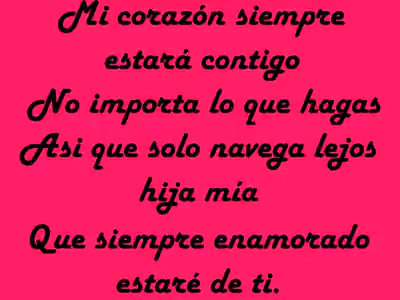 Mi corazón siempre
estará contigo
No importa lo que hagas
Asi que solo navega lejos
hija mía
Que siempre enamorado
estaré de ti.